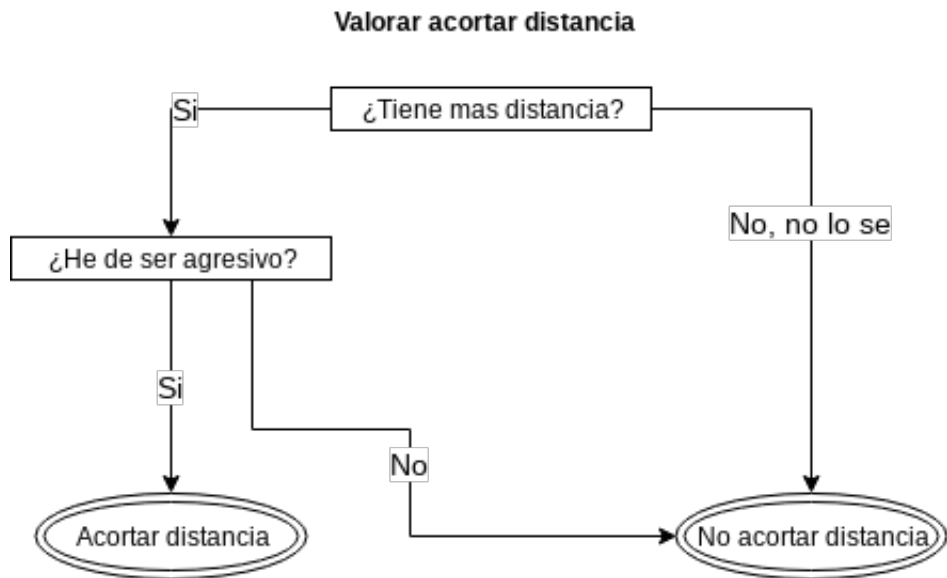 Valorar acortar distancia
¿Tiene mas distancia?
Si
No, no lo se
¿He de ser agresivo?
Si
No
Acortar distancia
No acortar distancia